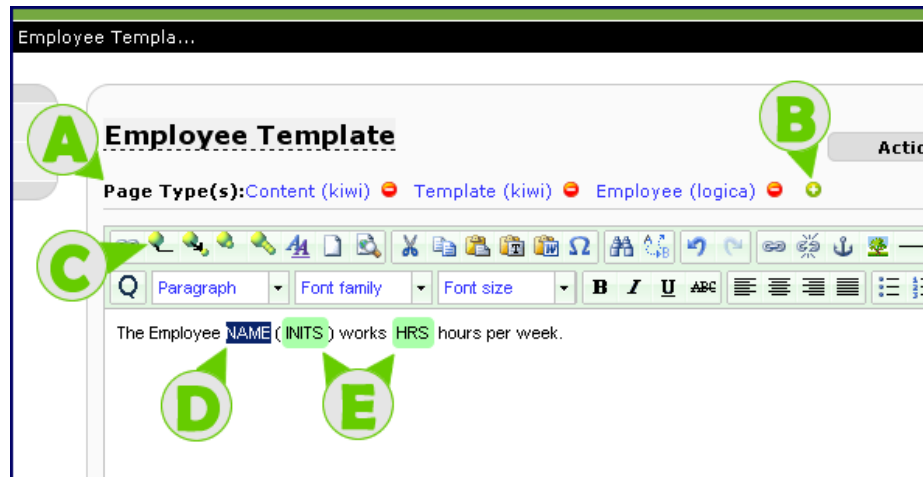 Employee Templa...
A
B
Employee Template
Actio
Page Type(s):Content (kiwi) Template (kiwi) Employee (logica)
C
Paragraph Font family Font size B I U ABC
The Employee NAME ( INITS ) works HRS hours per week.
D
E